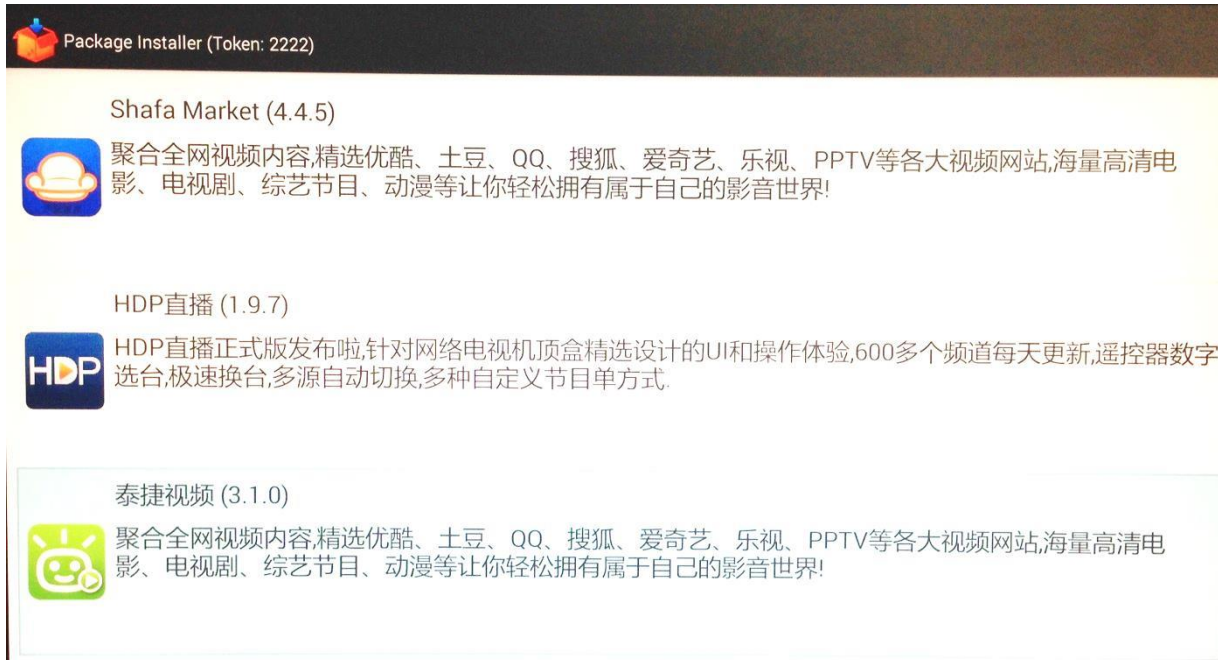 Package Installer (Token: 2222)
Shafa Market (4.4.5)
聚合全网视频内容,精选优酷、土豆、QQ、搜狐、爱奇艺、乐视、PPTV等各大视频网站,海量高清电
影、电视剧、综艺节目、动漫等让你轻松拥有属于自己的影音世界!
HDP直播 (1.9.7)
HDP
HDP直播正式版发布啦,针对网络电视机顶盒精选设计的UI和操作体验,600多个频道每天更新,遥控器数字
选台,极速换台,多源自动切换,多种自定义节目单方式.
泰捷视频 (3.1.0)
聚合全网视频内容,精选优酷、土豆、QQ、搜狐、爱奇艺、乐视、PPTV等各大视频网站,海量高清电
影、电视剧、综艺节目、动漫等让你轻松拥有属于自己的影音世界!